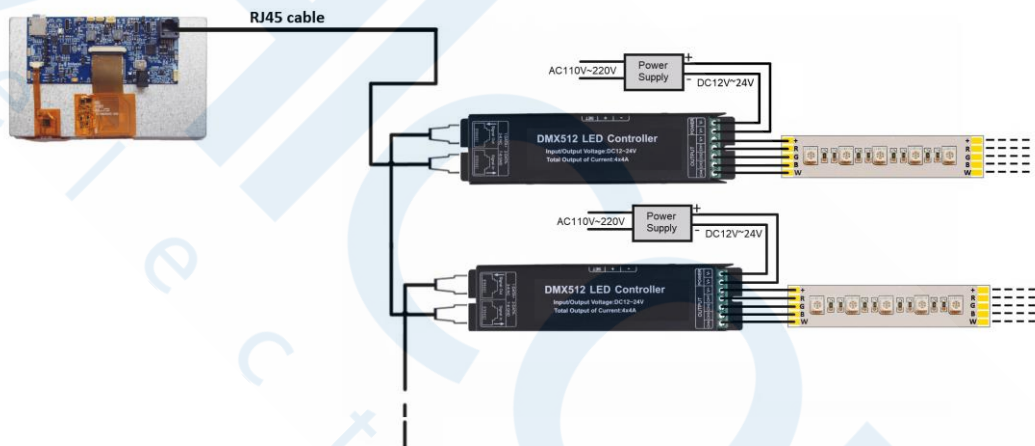 RJ45 cable
AC110V~220V
Power
Supply
+
-
DC12V~24V
DMX512 LED Controller
Input/Output Voltage:DC12~24V
Total Output of Current:4x4A
OUTPUT
+
R
G
B
W
+
R
G
B
W
AC110V~220V
Power
Supply
+
-
DC12V~24V
DMX512 LED Controller
Input/Output Voltage:DC12~24V
Total Output of Current:4x4A
OUTPUT
+
R
G
B
W
+
R
G
B
W
e l e c t